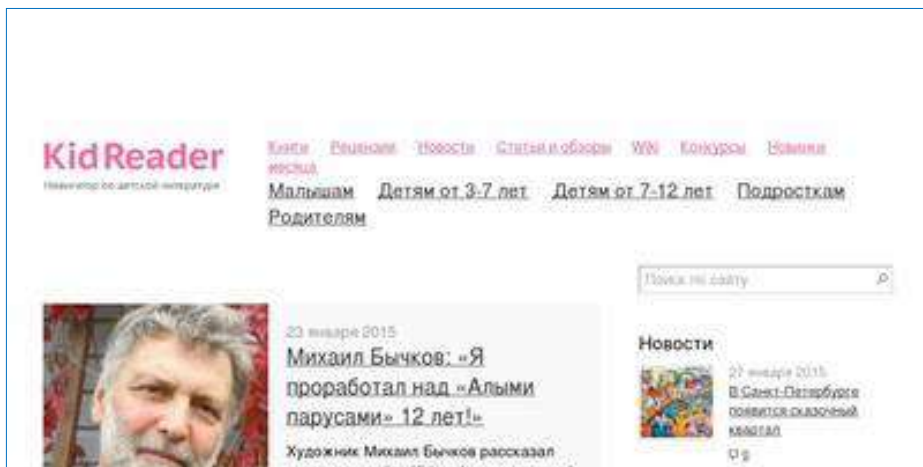 KidReader
Навигатор по детской литературе
Книги Рецензии Новости Статьи и обзоры Wiki Конкурсы Новинки
месяца
Малышам Детям от 3-7 лет Детям от 7-12 лет Подросткам
Родителям
Поиск по сайту
23 января 2015
Михаил Бычков: «Я
проработал над «Алыми
парусами» 12 лет!»
Художник Михаил Бычков рассказал
Новости
27 января 2015
В Санкт-Петербурге
появится сказочный
квартал